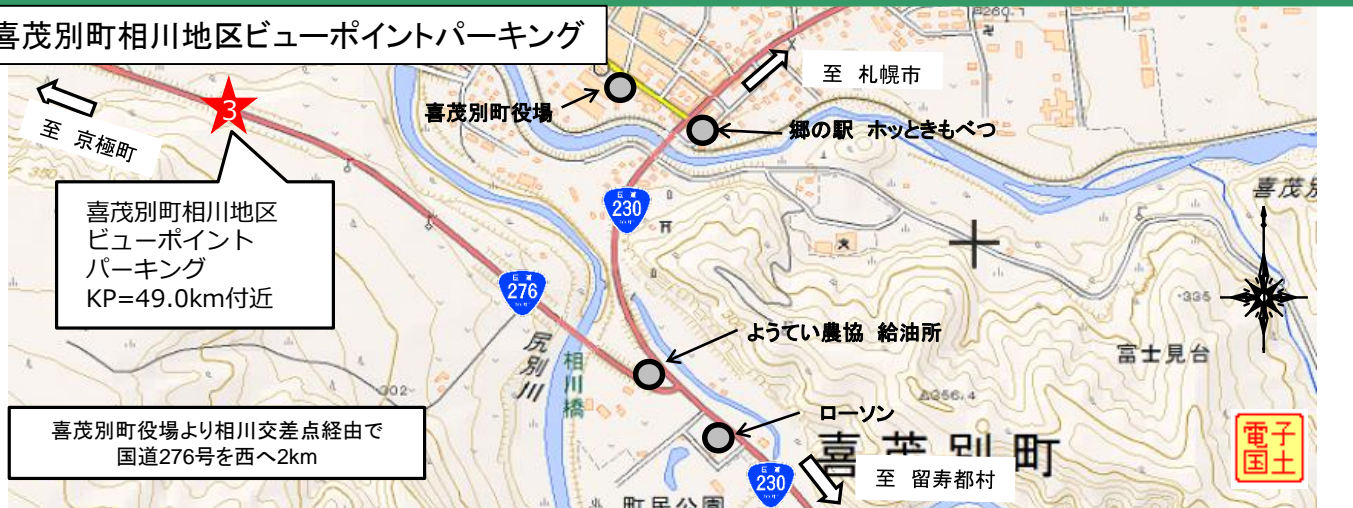 喜茂別町相川地区ビューポイントパーキング
至 札幌市
3
至 京極町
喜茂別町役場
郷の駅 ホッときもべつ
喜茂別町相川地区
ビューポイント
パーキング
KP=49.0km付近
230
276
喜茂別
335
ようてい農協 給油所
富士見台
尻別川
相川橋
302
356.4
ローソン
喜茂別町役場より相川交差点経由で
国道276号を西へ2km
喜茂別町
電子
国土
230
至 留寿都村
町民公園